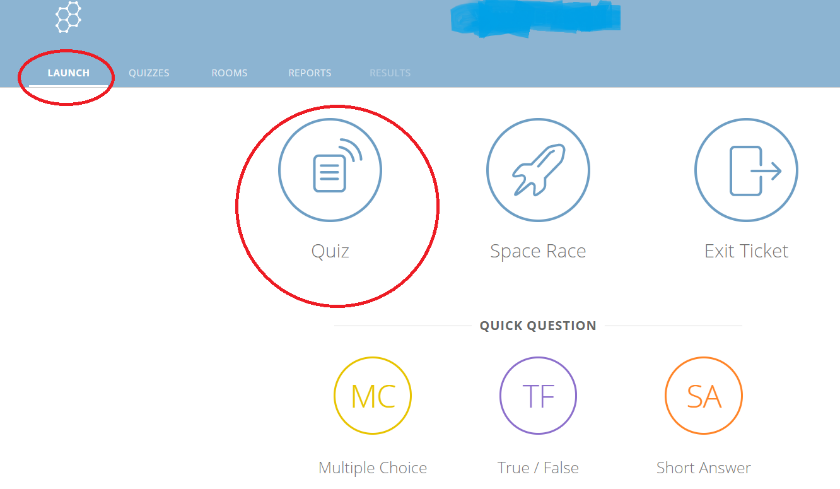 LAUNCH QUIZZES ROOMS REPORTS RESULTS
Quiz Space Race Exit Ticket
QUICK QUESTION
MC TF SA
Multiple Choice True / False Short Answer